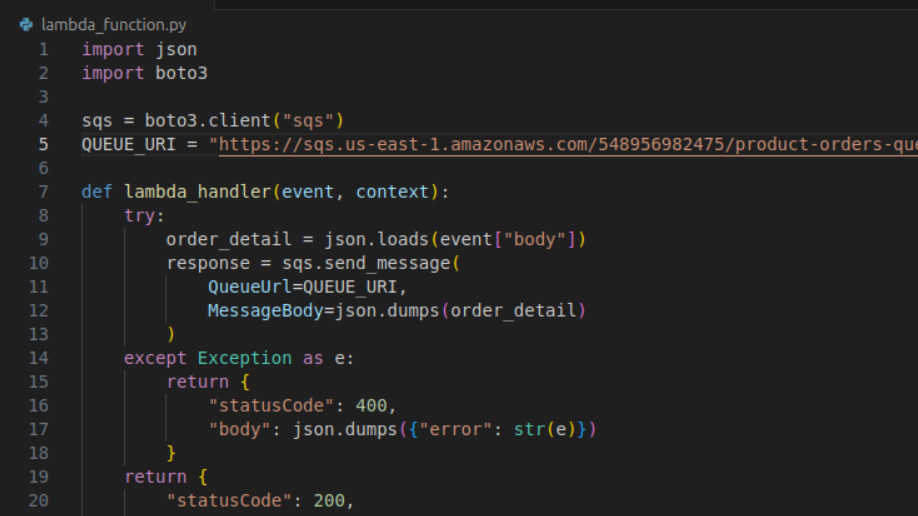 lambda_function.py
1 import json
2 import boto3
3
4 sqs = boto3.client("sqs")
5 QUEUE_URI = "https://sqs.us-east-1.amazonaws.com/548956982475/product-orders-que
6
7 def lambda_handler(event, context):
8     try:
9         order_detail = json.loads(event["body"])
10         response = sqs.send_message(
11             QueueUrl=QUEUE_URI,
12             MessageBody=json.dumps(order_detail)
13         )
14     except Exception as e:
15         return {
16             "statusCode": 400,
17             "body": json.dumps({"error": str(e)})
18         }
19     return {
20         "statusCode": 200,